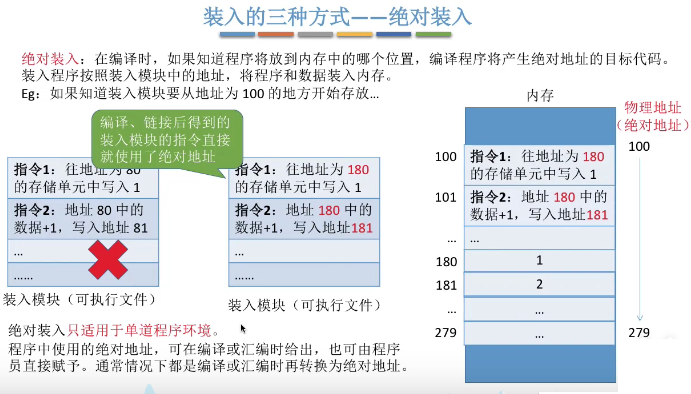 装入的三种方式——绝对装入
绝对装入：在编译时，如果知道程序将放到内存中的哪个位置，编译程序将产生绝对地址的目标代码。
装入程序按照装入模块中的地址，将程序和数据装入内存。
Eg：如果知道装入模块要从地址为 100 的地方开始存放...
编译、链接后得到的
装入模块的指令直接
就使用了绝对地址
指令1：往地址为 80
的存储单元中写入 1
指令2：地址 80 中的
数据+1，写入地址 81
...
......
装入模块（可执行文件）
指令1：往地址为 180
的存储单元中写入 1
指令2：地址 180 中的
数据+1，写入地址181
...
......
装入模块（可执行文件）
内存
物理地址
（绝对地址）
100
指令1：往地址为 180
的存储单元中写入 1
100
101
指令2：地址 180 中的
数据+1，写入地址181
...
...
180
1
181
2
...
...
279
...
279
绝对装入只适用于单道程序环境。
程序中使用的绝对地址，可在编译或汇编时给出，也可由程序
员直接赋予。通常情况下都是编译或汇编时再转换为绝对地址。